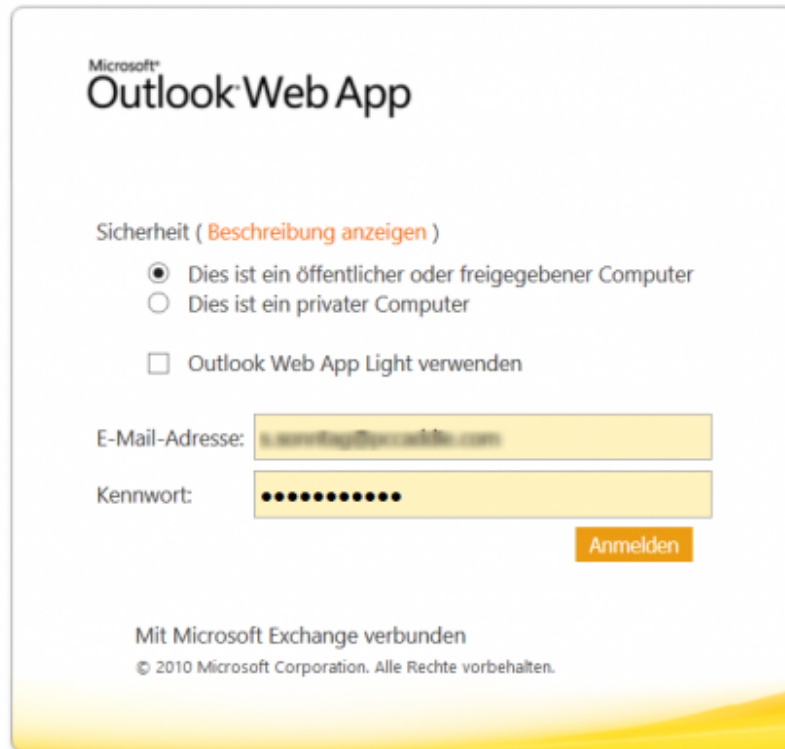 Microsoft®
Outlook Web App
Sicherheit ( Beschreibung anzeigen )
Dies ist ein öffentlicher oder freigegebener Computer
Dies ist ein privater Computer
Outlook Web App Light verwenden
E-Mail-Adresse:
Kennwort: ●●●●●●●●●●●
Anmelden
Mit Microsoft Exchange verbunden
© 2010 Microsoft Corporation. Alle Rechte vorbehalten.